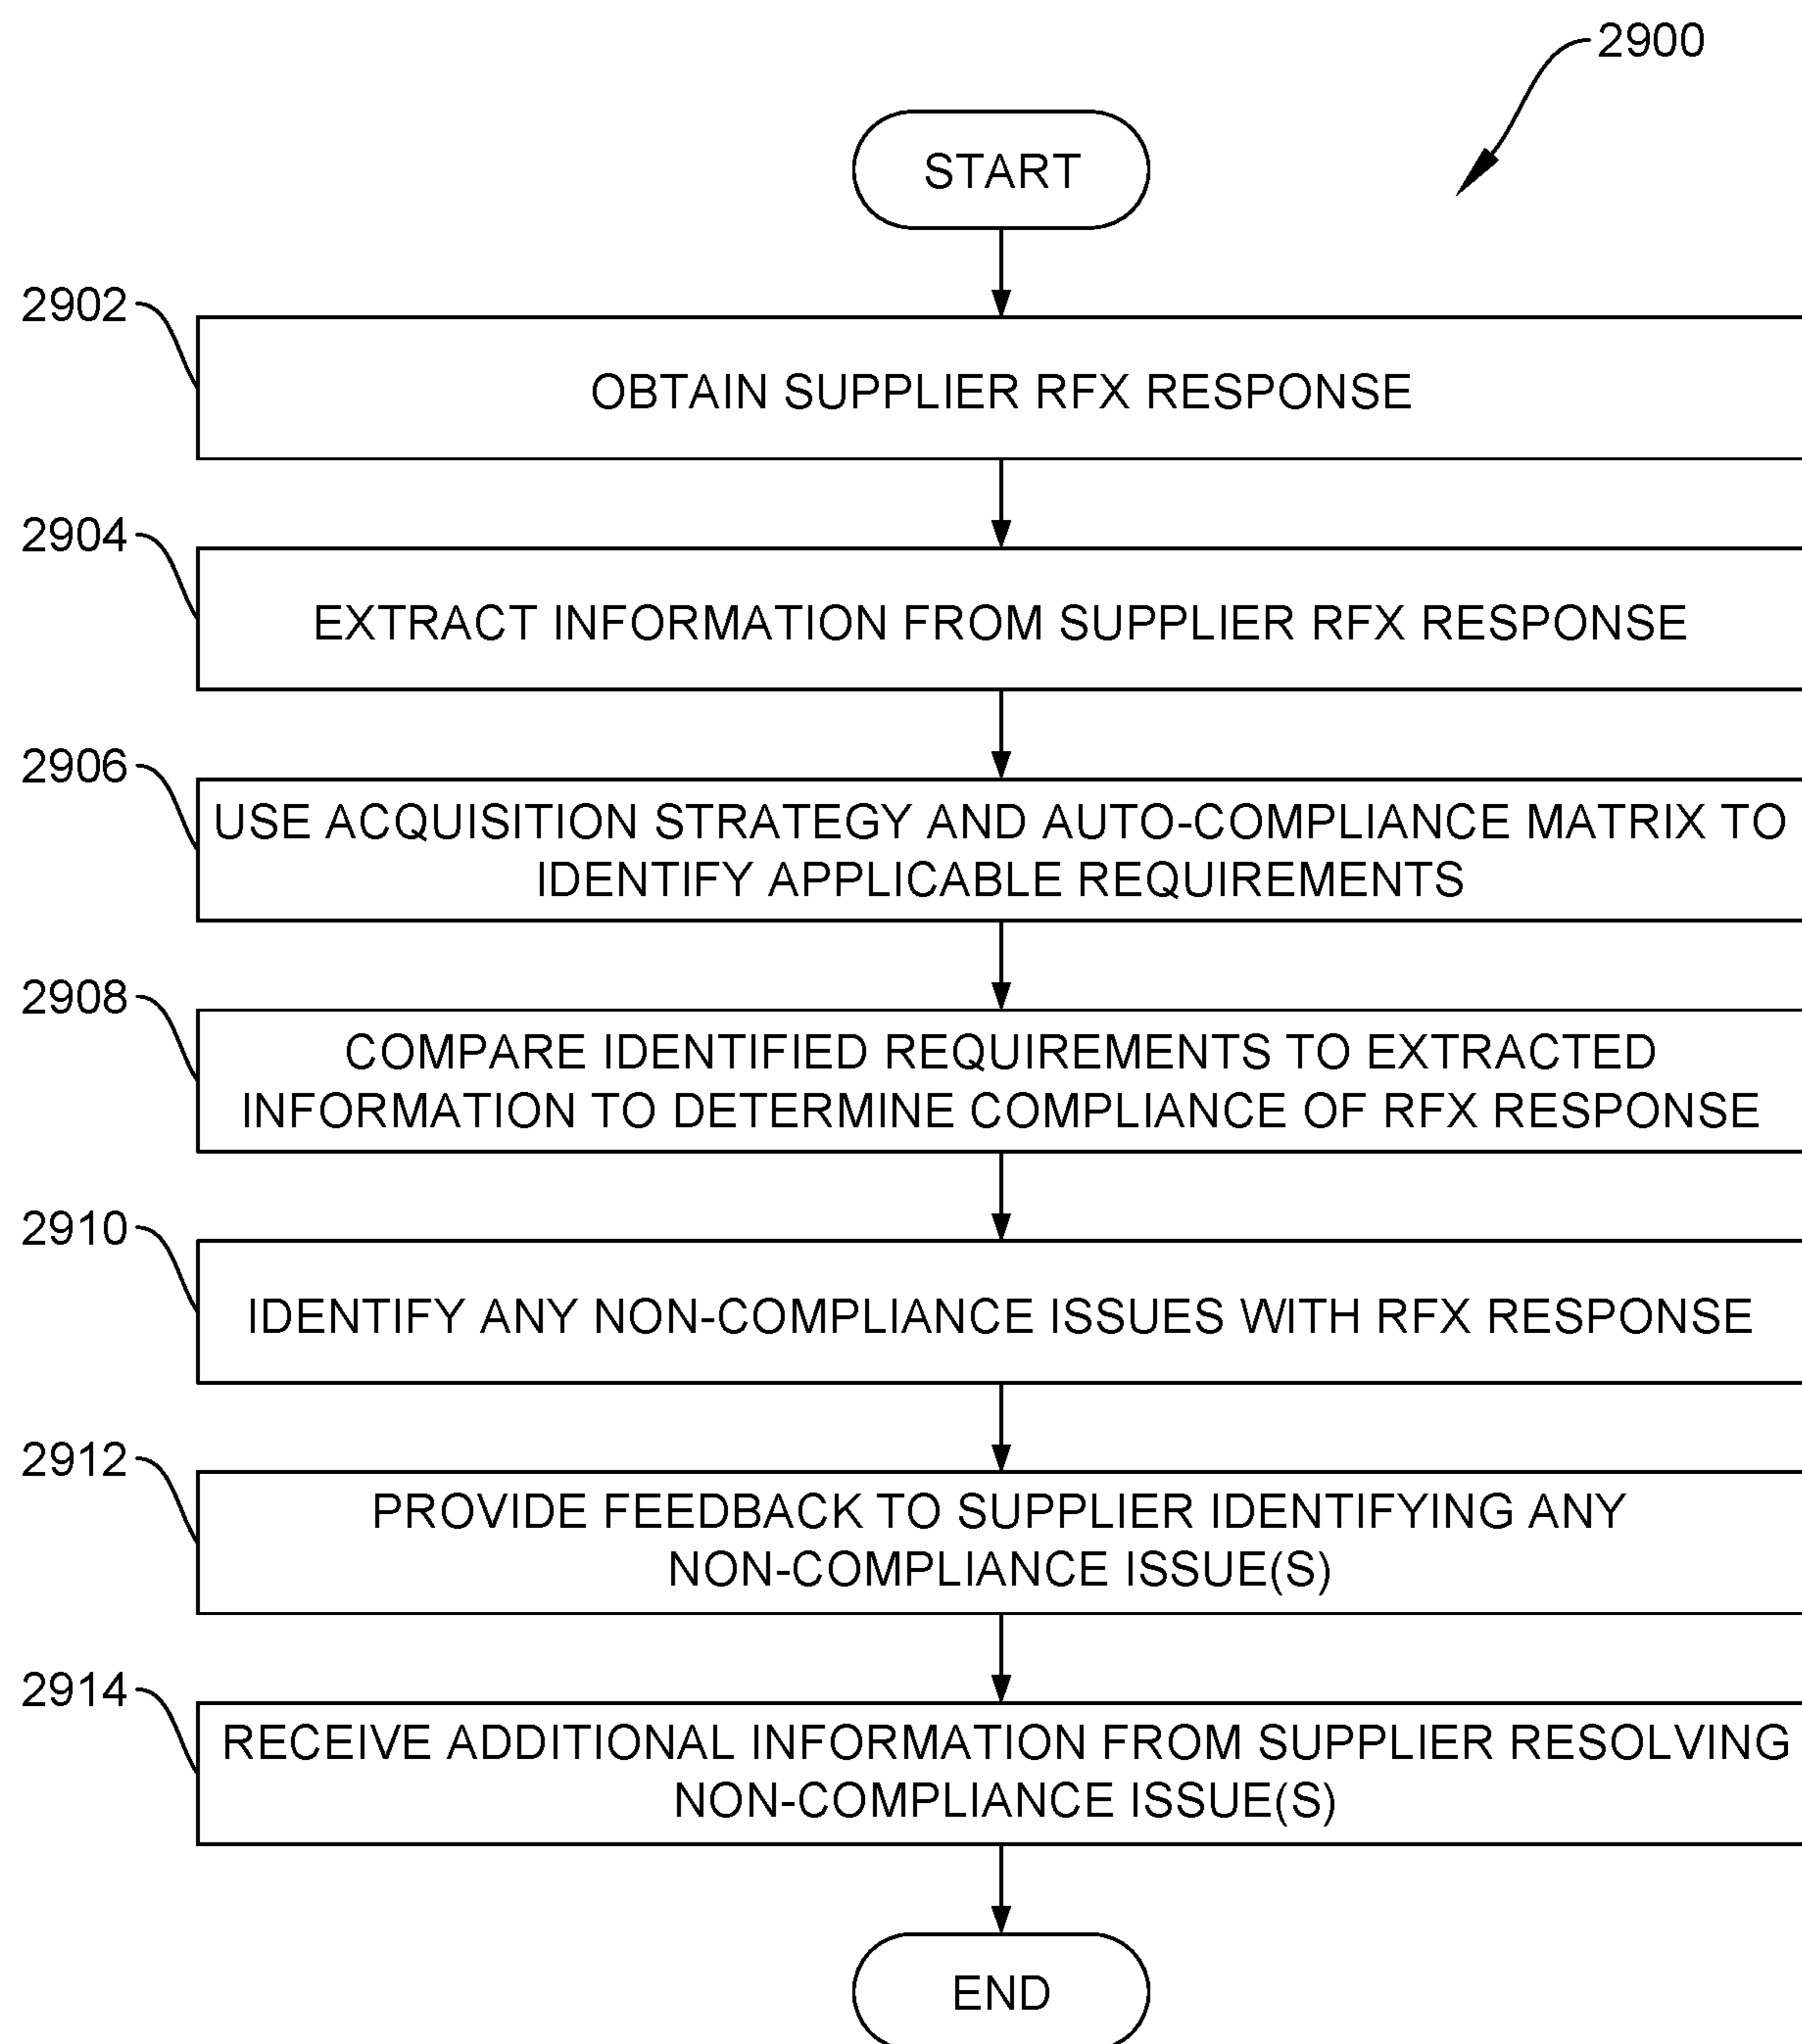 2900
START
2902
OBTAIN SUPPLIER RFX RESPONSE
2904
EXTRACT INFORMATION FROM SUPPLIER RFX RESPONSE
2906
USE ACQUISITION STRATEGY AND AUTO-COMPLIANCE MATRIX TO
IDENTIFY APPLICABLE REQUIREMENTS
2908
COMPARE IDENTIFIED REQUIREMENTS TO EXTRACTED
INFORMATION TO DETERMINE COMPLIANCE OF RFX RESPONSE
2910
IDENTIFY ANY NON-COMPLIANCE ISSUES WITH RFX RESPONSE
2912
PROVIDE FEEDBACK TO SUPPLIER IDENTIFYING ANY
NON-COMPLIANCE ISSUE(S)
2914
RECEIVE ADDITIONAL INFORMATION FROM SUPPLIER RESOLVING
NON-COMPLIANCE ISSUE(S)
END